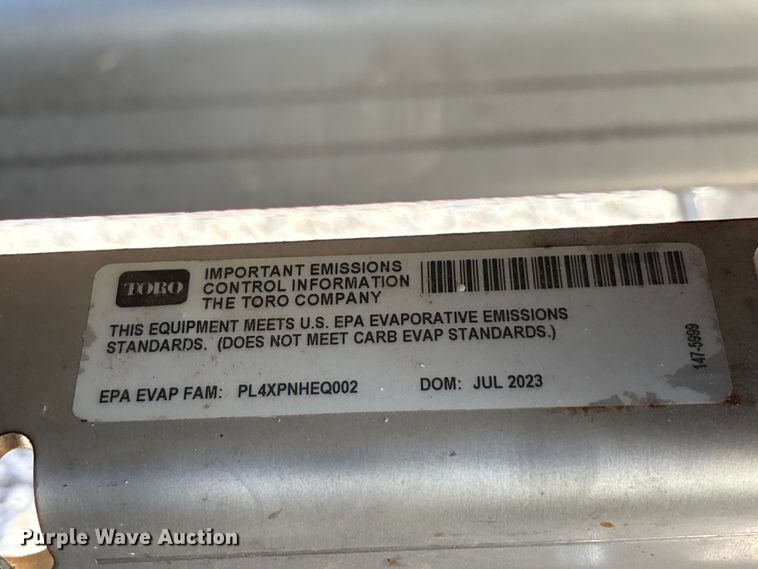 TORO
IMPORTANT EMISSIONS
CONTROL INFORMATION
THE TORO COMPANY
THIS EQUIPMENT MEETS U.S. EPA EVAPORATIVE EMISSIONS
STANDARDS. (DOES NOT MEET CARB EVAP STANDARDS.)
EPA EVAP FAM: PL4XPNHEQ002 DOM: JUL 2023
147-5999
Purple Wave Auction